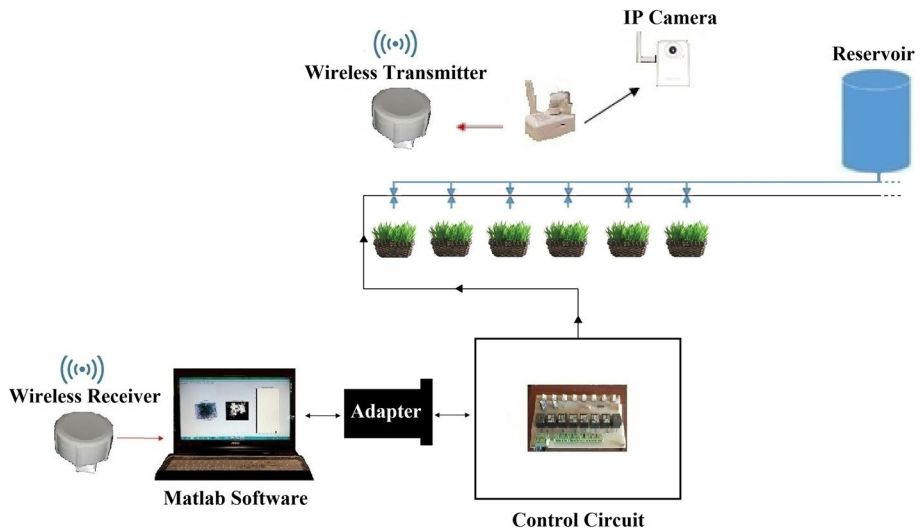 IP Camera
Wireless Transmitter
Reservoir
Wireless Receiver
Adapter
Matlab Software
Control Circuit